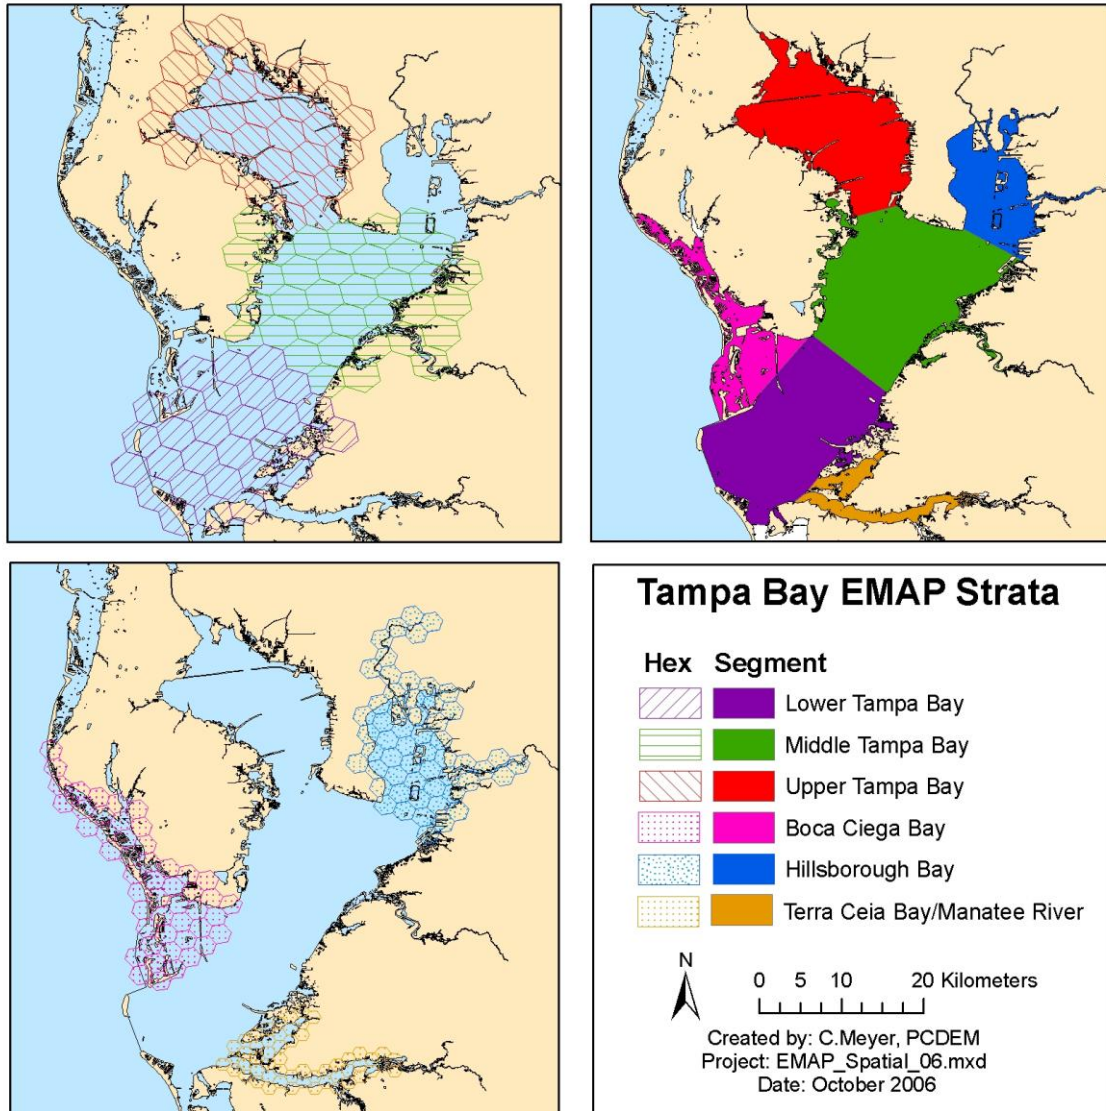 Tampa Bay EMAP Strata
Hex Segment
Lower Tampa Bay
Middle Tampa Bay
Upper Tampa Bay
Boca Ciega Bay
Hillsborough Bay
Terra Ceia Bay/Manatee River
N
0 5 10 20 Kilometers
Created by: C.Meyer, PCDEM
Project: EMAP_Spatial_06.mxd
Date: October 2006